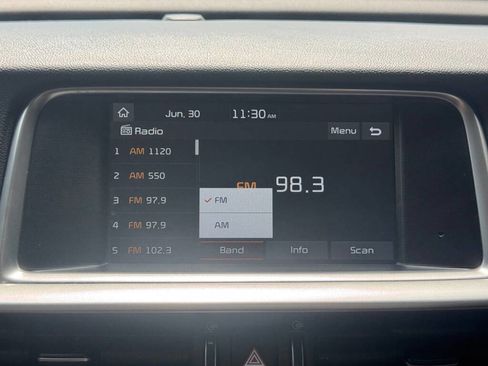 Jun. 30 11:30 AM
Radio Menu
1 AM 1120
2 AM 550
3 FM 97.9
4 FM 97.9
5 FM 102.3
FM 98.3
FM
AM
Band Info Scan